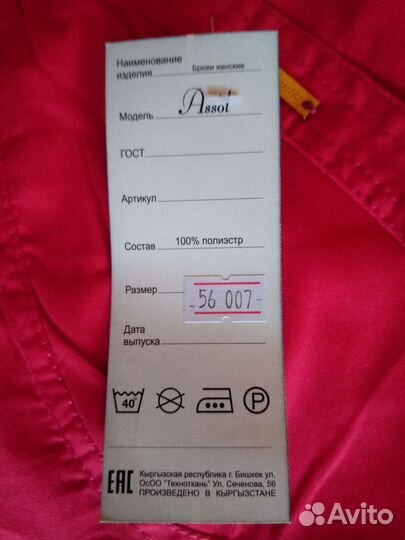 Наименование
изделия Брюки женские
Модель Assol
ГОСТ
Артикул
Состав 100% полиэстр
Размер 56 007
Дата
выпуска
40° P
EAC Кыргызская республика г. Бишкек ул.
ОсОО "Техноткань" Ул. Сеченова, 56
ПРОИЗВЕДЕНО В КЫРГЫЗСТАНЕ
Avito